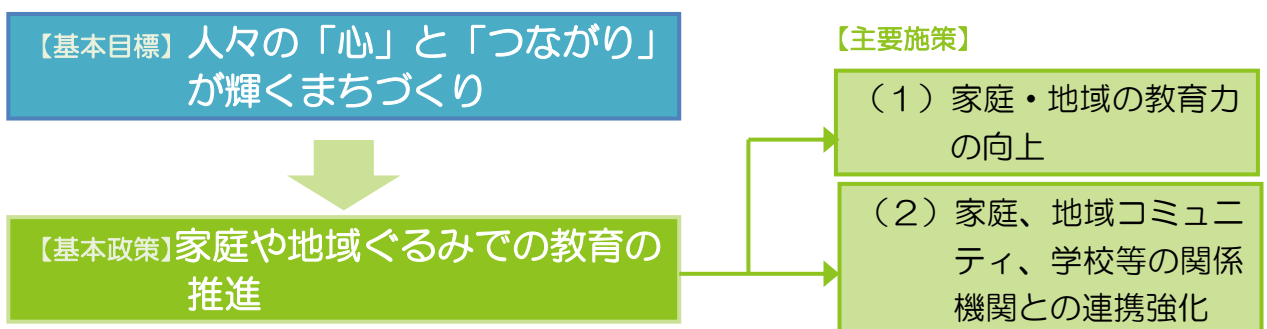 【基本目標】人々の「心」と「つながり」
が輝くまちづくり
【基本政策】家庭や地域ぐるみでの教育の
推進
【主要施策】
（１）家庭・地域の教育力
の向上
（２）家庭、地域コミュニ
ティ、学校等の関係
機関との連携強化